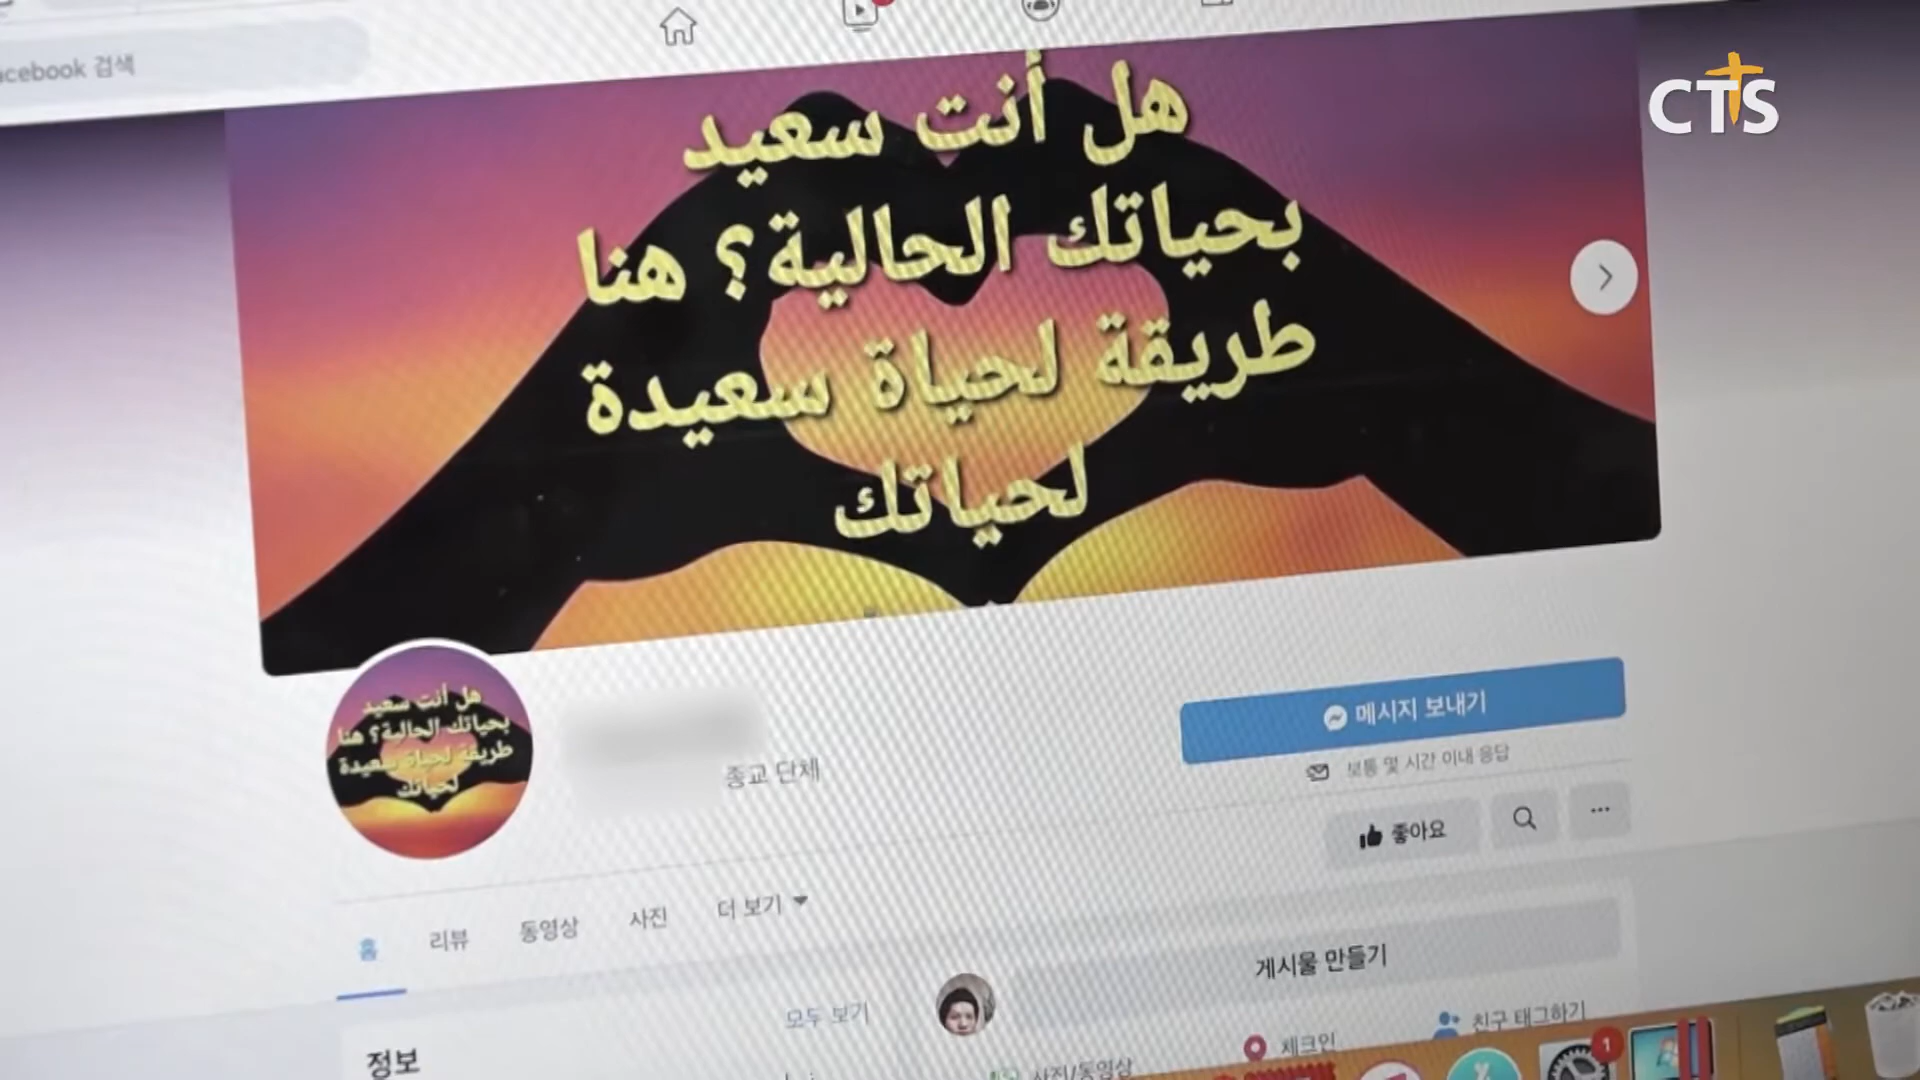 acebook 검색
CTS
هل أنت سعيد
بحياتك الحالية؟ هنا
طريقة لحياة سعيدة
لحياتك
هل أنت سعيد
بحياتك الحالية؟ هنا
طريقة لحياة سعيدة
لحياتك
종교 단체
메시지 보내기
보통 몇 시간 이내 응답
좋아요
홈 리뷰 동영상 사진 더 보기
게시물 만들기
정보 모두 보기
사진/동영상 체크인 친구 태그하기
1